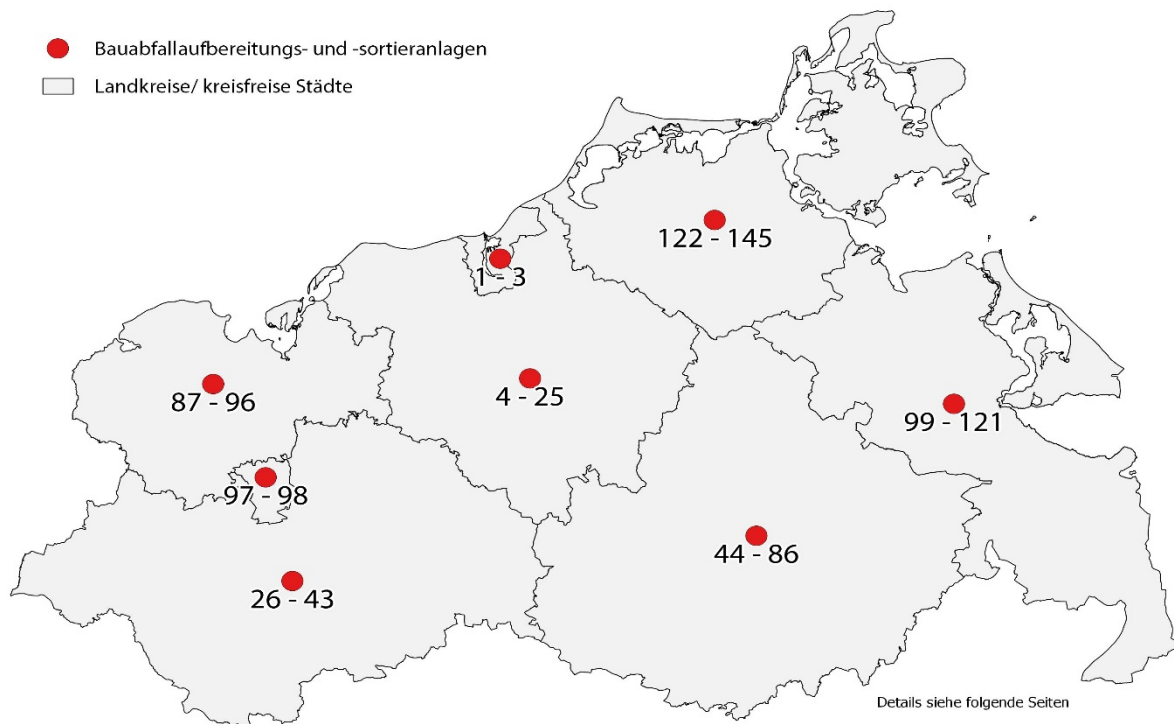 Bauabfallaufbereitungs- und -sortieranlagen
Landkreise/ kreisfreise Städte
122 - 145
1 - 3
87 - 96
4 - 25
99 - 121
97 - 98
44 - 86
26 - 43
Details siehe folgende Seiten